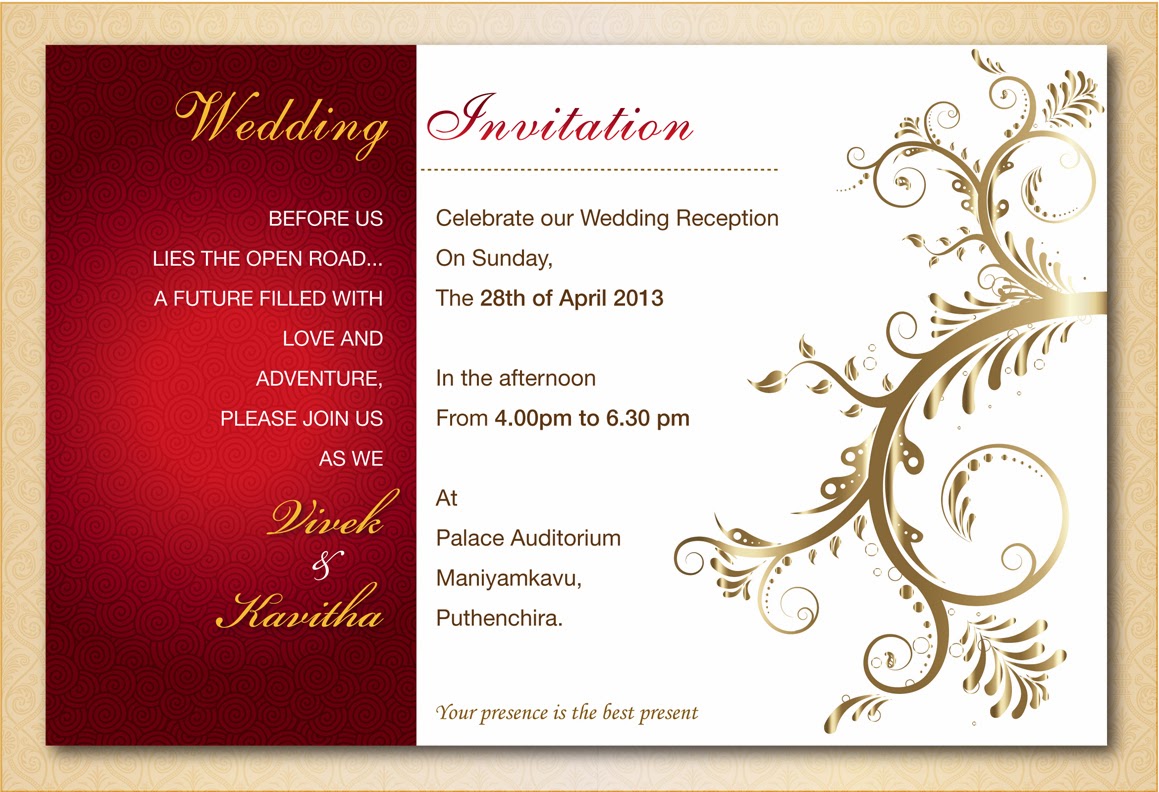 Wedding Invitation
BEFORE US
LIES THE OPEN ROAD...
A FUTURE FILLED WITH
LOVE AND
ADVENTURE,
PLEASE JOIN US
AS WE
Vivek
&
Kavitha
Celebrate our Wedding Reception
On Sunday,
The 28th of April 2013
In the afternoon
From 4.00pm to 6.30 pm
At
Palace Auditorium
Maniyamkavu,
Puthenchira.
Your presence is the best present